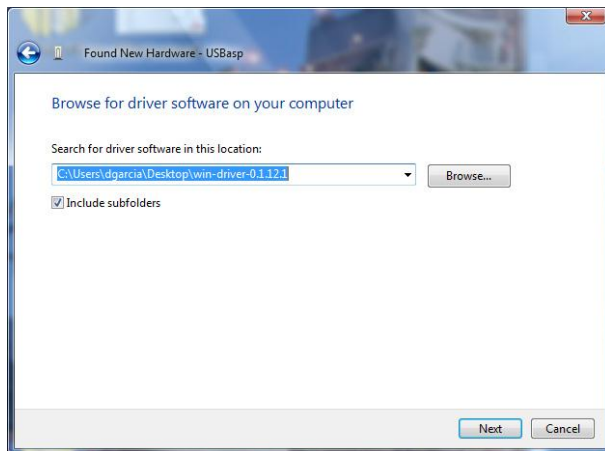 Found New Hardware - USBasp
Browse for driver software on your computer
Search for driver software in this location:
C:\Users\dgarcia\Desktop\win-driver-0.1.12.1
Browse...
Include subfolders
Next
Cancel